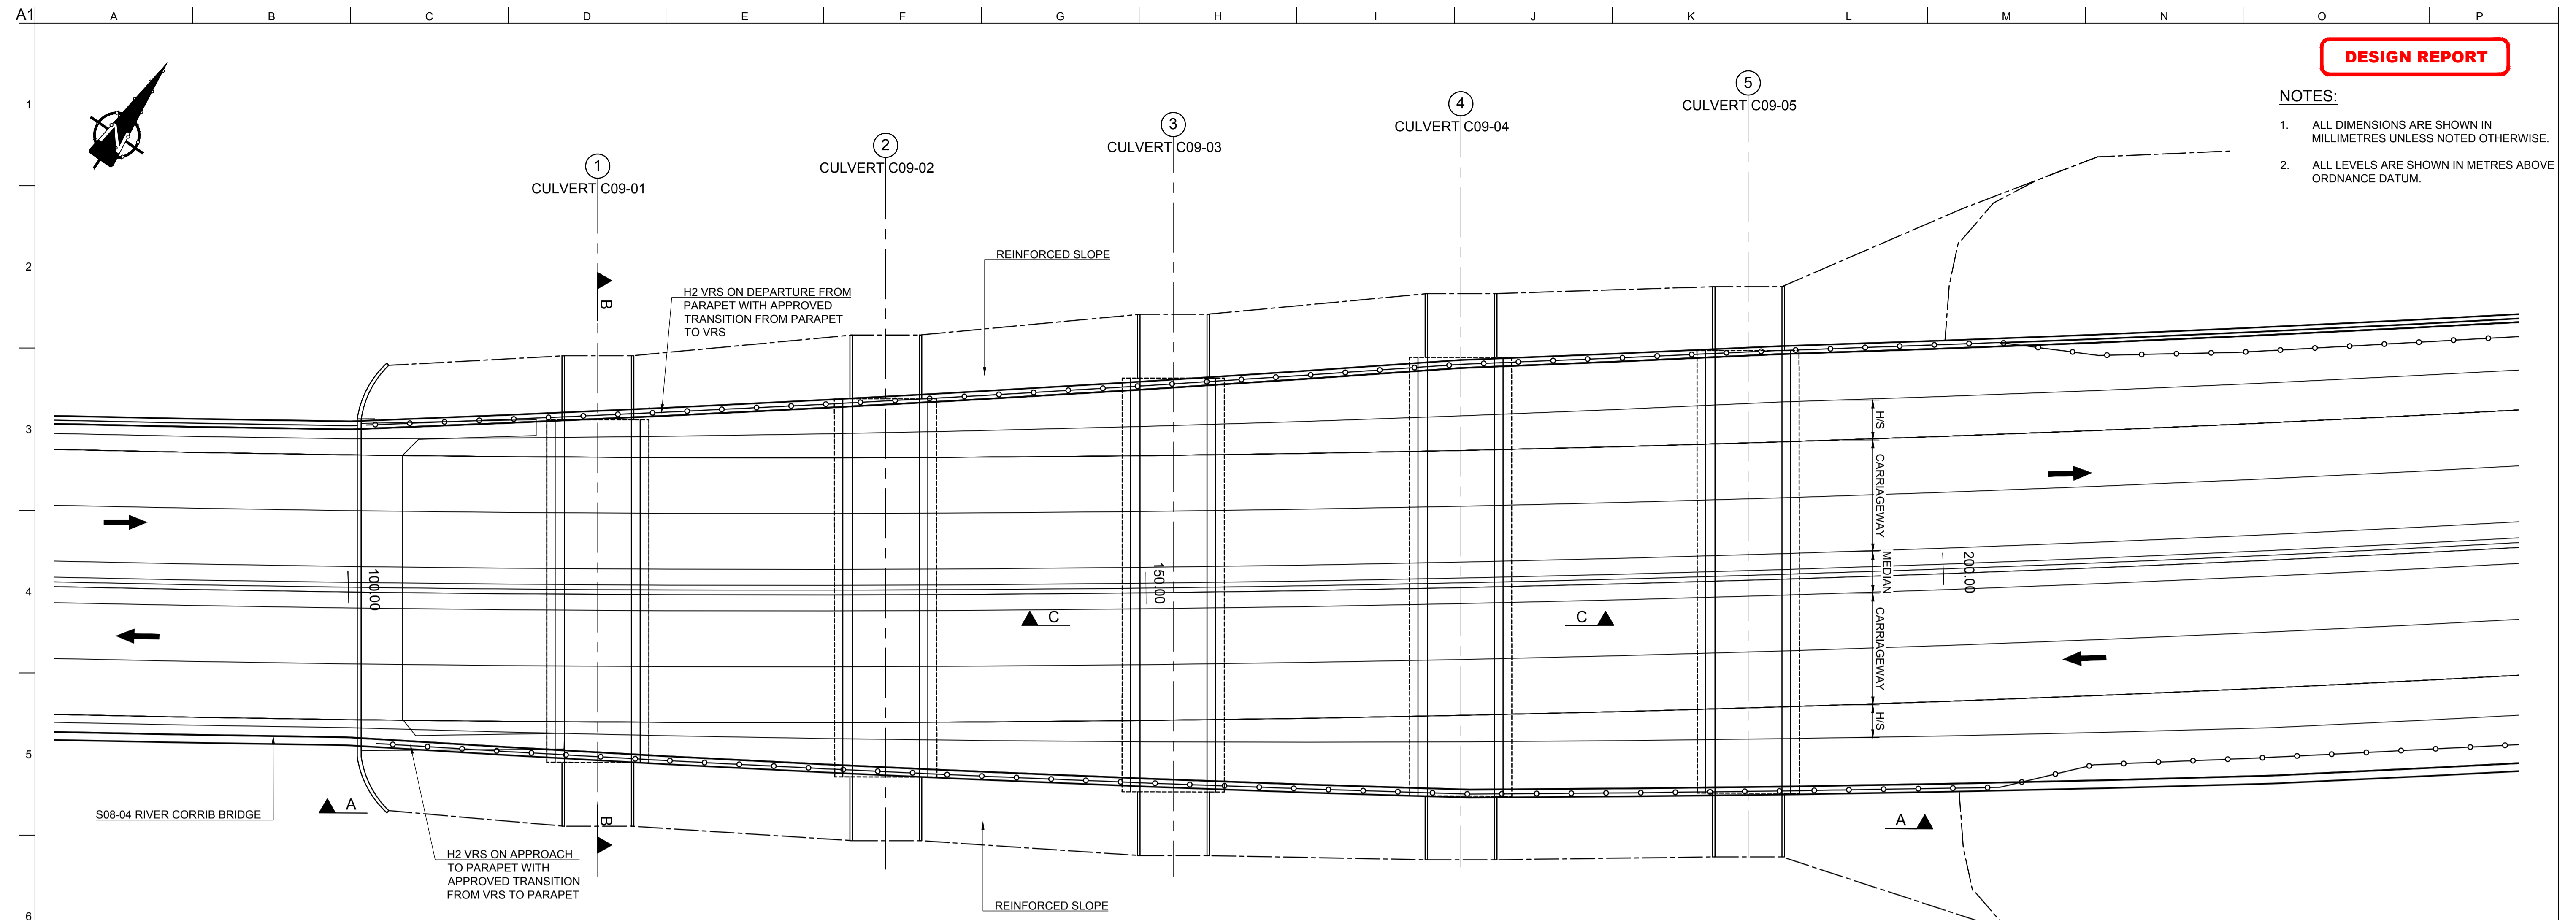 A1
A B C D E F G H I J K L M N O P
DESIGN REPORT
NOTES:
1. ALL DIMENSIONS ARE SHOWN IN
MILLIMETRES UNLESS NOTED OTHERWISE.
2. ALL LEVELS ARE SHOWN IN METRES ABOVE
ORDNANCE DATUM.
N
1
5
CULVERT C09-05
4
CULVERT C09-04
3
CULVERT C09-03
2
CULVERT C09-02
1
CULVERT C09-01
2
REINFORCED SLOPE
B
H2 VRS ON DEPARTURE FROM
PARAPET WITH APPROVED
TRANSITION FROM PARAPET
TO VRS
3
H/S
CARRIAGEWAY
MEDIAN
CARRIAGEWAY
H/S
4
100.00
150.00
200.00
C
C
5
A
A
B
S08-04 RIVER CORRIB BRIDGE
H2 VRS ON APPROACH
TO PARAPET WITH
APPROVED TRANSITION
FROM VRS TO PARAPET
REINFORCED SLOPE
6